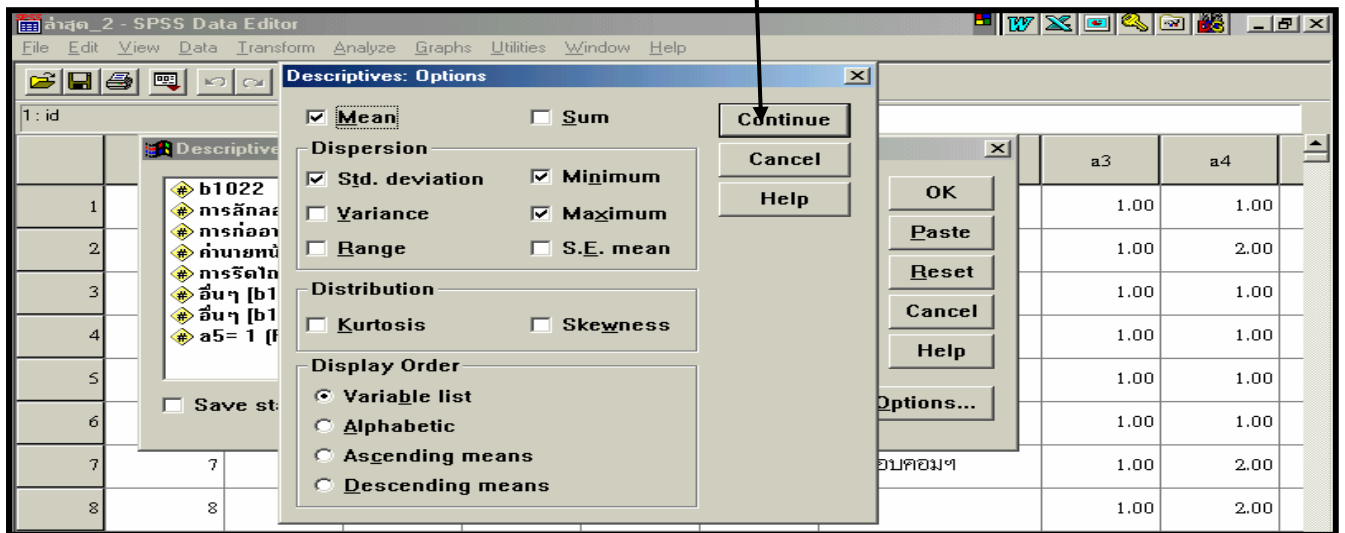 ล่าสุด_2 - SPSS Data Editor
File Edit View Data Transform Analyze Graphs Utilities Window Help
1 : id
a3 a4
1 1.00 1.00
2 1.00 2.00
3 1.00 1.00
4 1.00 1.00
5 1.00 1.00
6 1.00 1.00
7 7 อบคอมฯ 1.00 2.00
8 8 1.00 2.00
Descriptive
b1022
การลักล
การก่ออา
ค่านายหน้
การรีดไถ
อื่นๆ [b1
อื่นๆ [b1
a5= 1 (F
Save st
OK
Paste
Reset
Cancel
Help
Options...
Descriptives: Options
Mean Sum
Dispersion
Std. deviation Minimum
Variance Maximum
Range S.E. mean
Distribution
Kurtosis Skewness
Display Order
Variable list
Alphabetic
Ascending means
Descending means
Continue
Cancel
Help